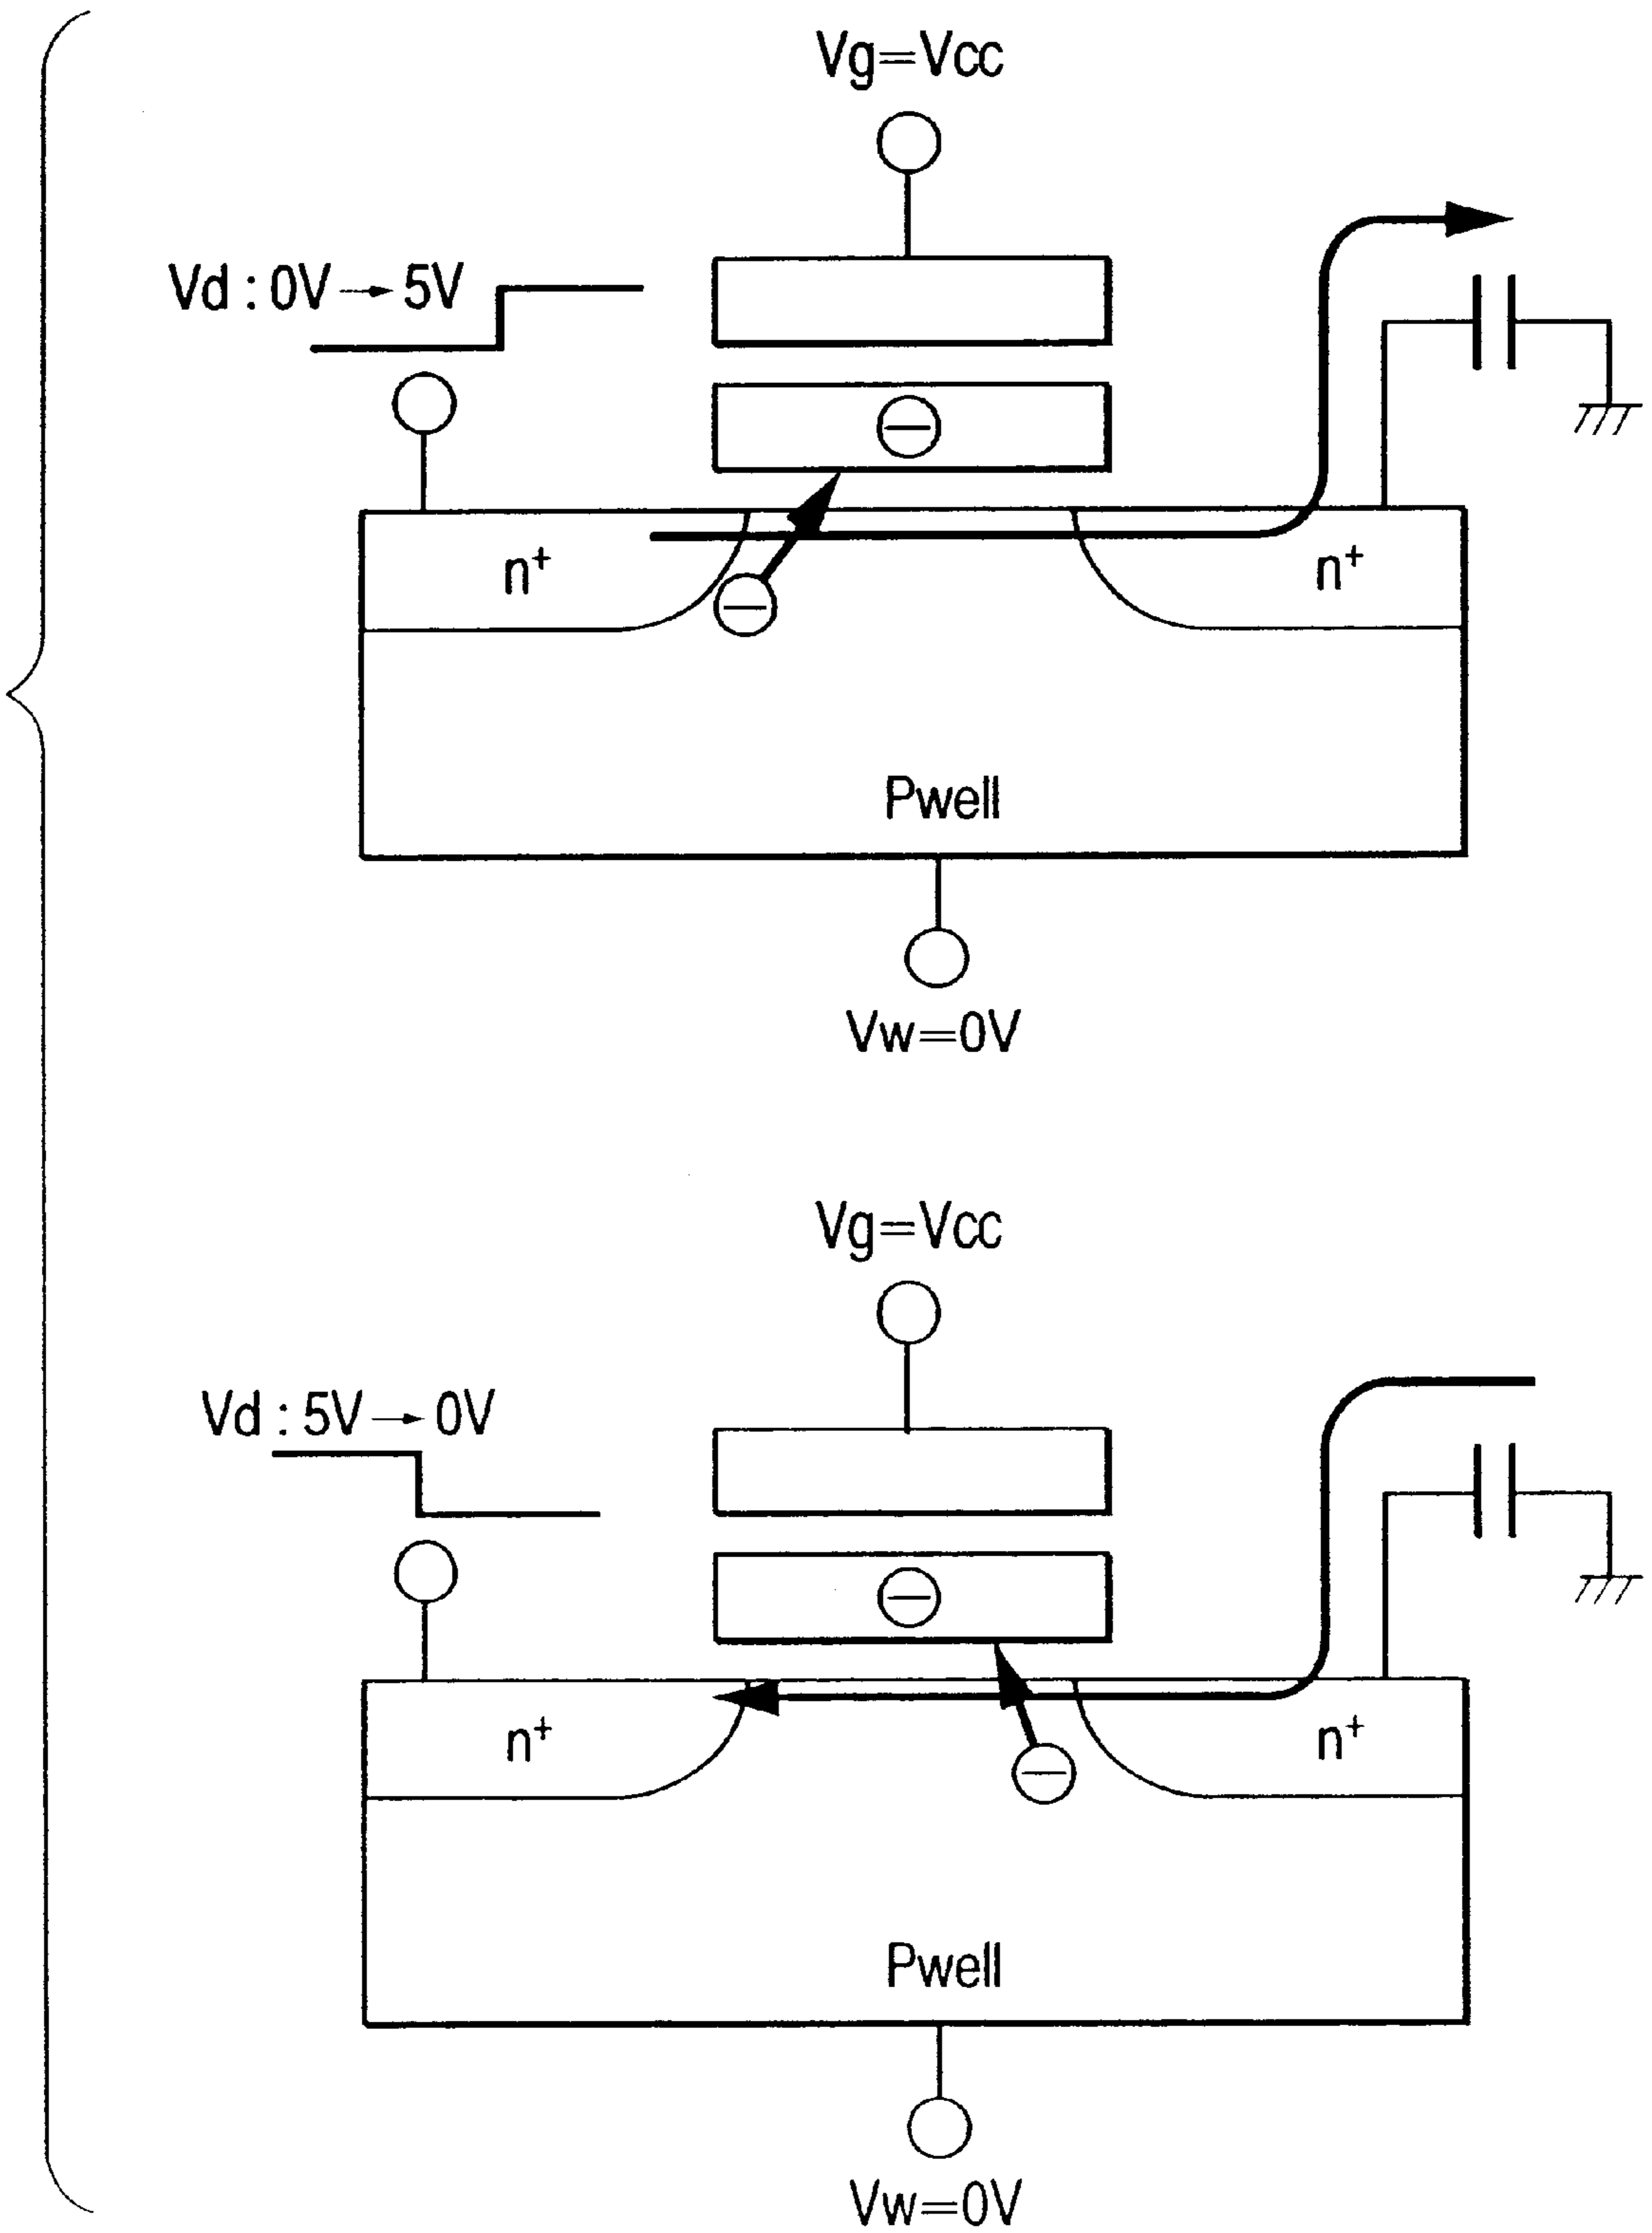 Vg=Vcc
Vd : 0V→5V
⊖
n⁺
n⁺
⊖
Pwell
Vw=0V
Vg=Vcc
Vd : 5V→0V
⊖
n⁺
n⁺
⊖
Pwell
Vw=0V